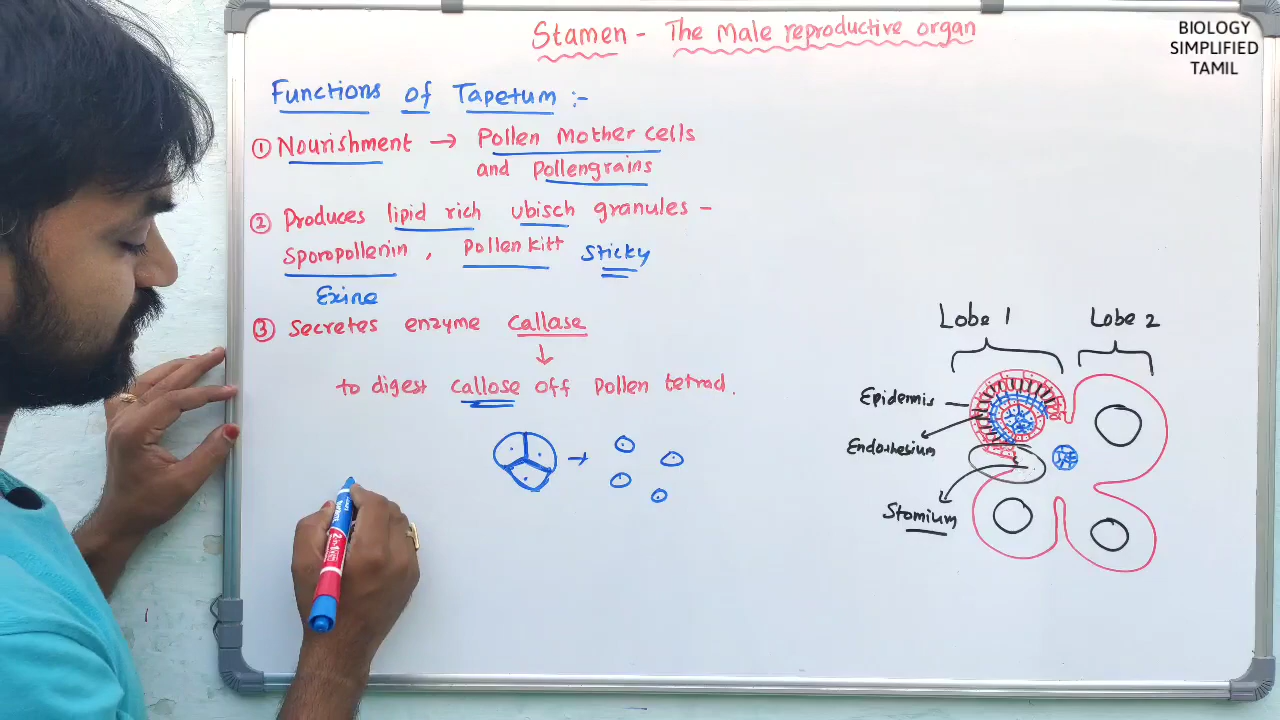 Stamen - The Male reproductive organ
BIOLOGY
SIMPLIFIED
TAMIL
Functions of Tapetum :-
① Nourishment → Pollen Mother cells
and Pollengrains
② Produces lipid rich ubisch granules -
Sporopollenin , Pollen kitt Sticky
Exine
③ Secretes enzyme Callase
↓
to digest callose off Pollen tetrad.
Lobe 1 Lobe 2
Epidermis
Endothesium
Stomium